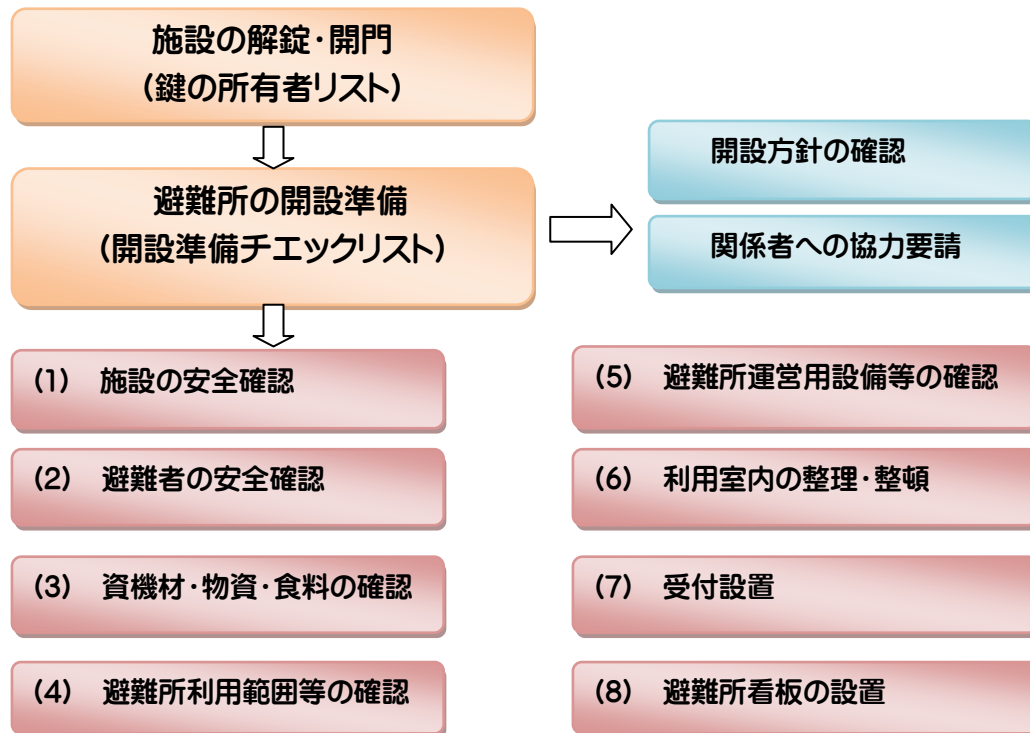 施設の解錠・開門
(鍵の所有者リスト)
避難所の開設準備
(開設準備チエックリスト)
開設方針の確認
関係者への協力要請
(1) 施設の安全確認
(2) 避難者の安全確認
(3) 資機材・物資・食料の確認
(4) 避難所利用範囲等の確認
(5) 避難所運営用設備等の確認
(6) 利用室内の整理・整頓
(7) 受付設置
(8) 避難所看板の設置